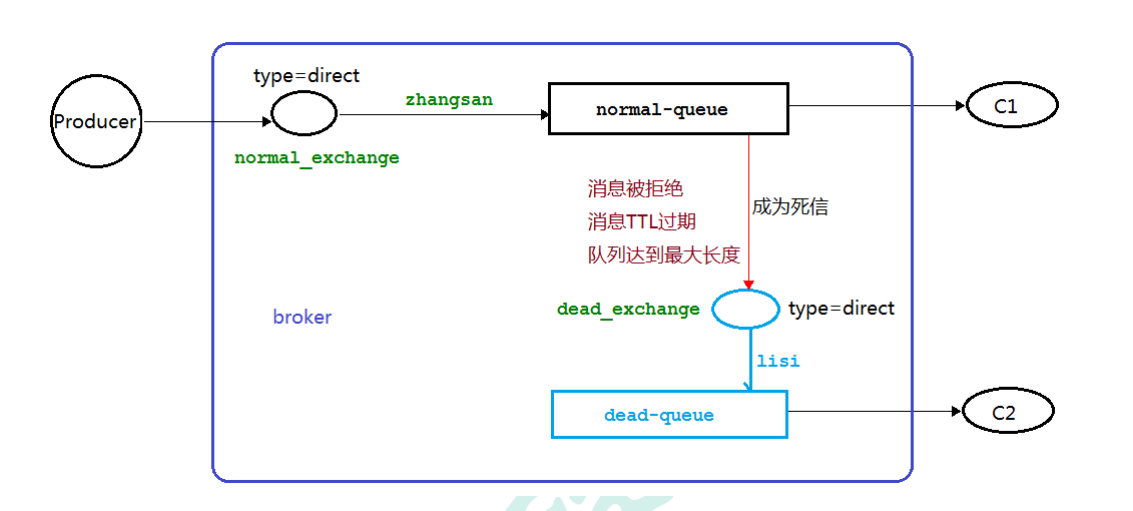 type=direct
Producer
zhangsan
normal-queue
C1
normal_exchange
消息被拒绝
消息TTL过期
队列达到最大长度
成为死信
broker
dead_exchange
type=direct
lisi
dead-queue
C2